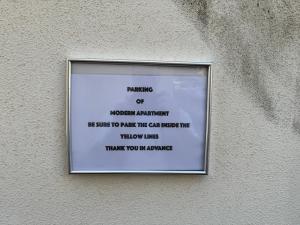 PARKING
OF
MODERN APARTMENT
BE SURE TO PARK THE CAR INSIDE THE
YELLOW LINES
THANK YOU IN ADVANCE